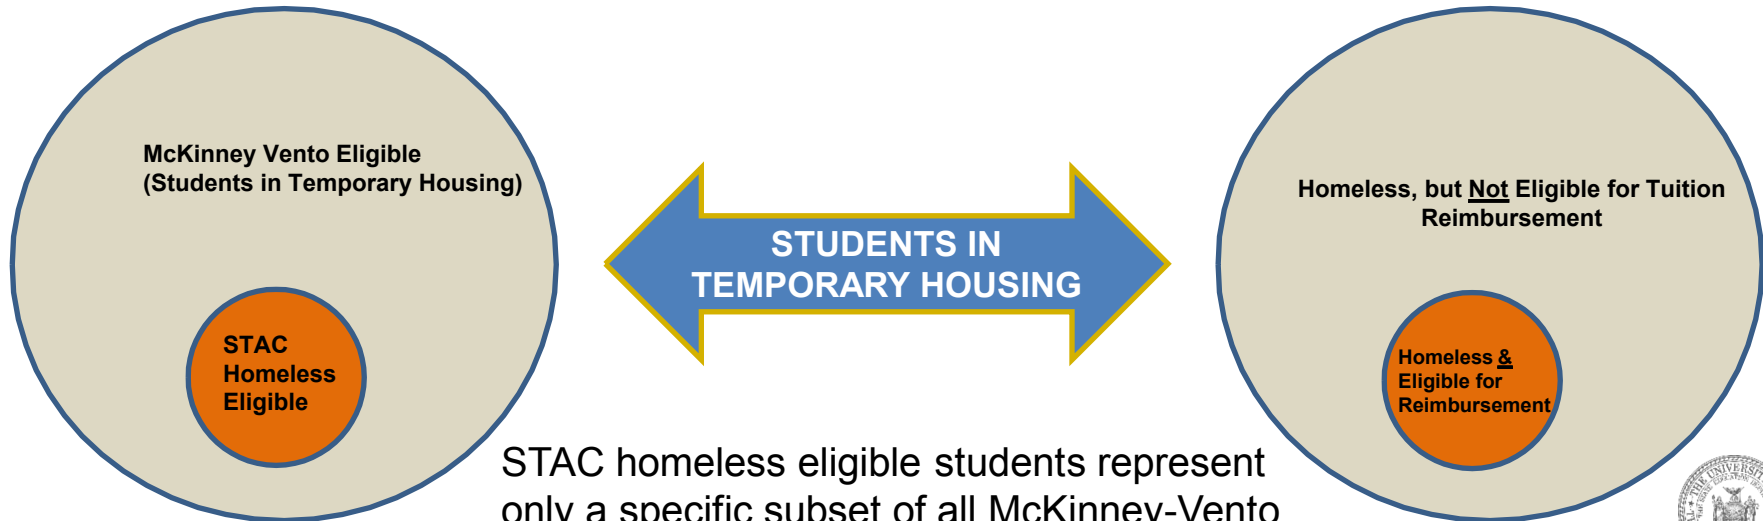 McKinney Vento Eligible
(Students in Temporary Housing)
STAC
Homeless
Eligible
STUDENTS IN
TEMPORARY HOUSING
Homeless, but Not Eligible for Tuition
Reimbursement
Homeless &
Eligible for
Reimbursement
STAC homeless eligible students represent
only a specific subset of all McKinney-Vento